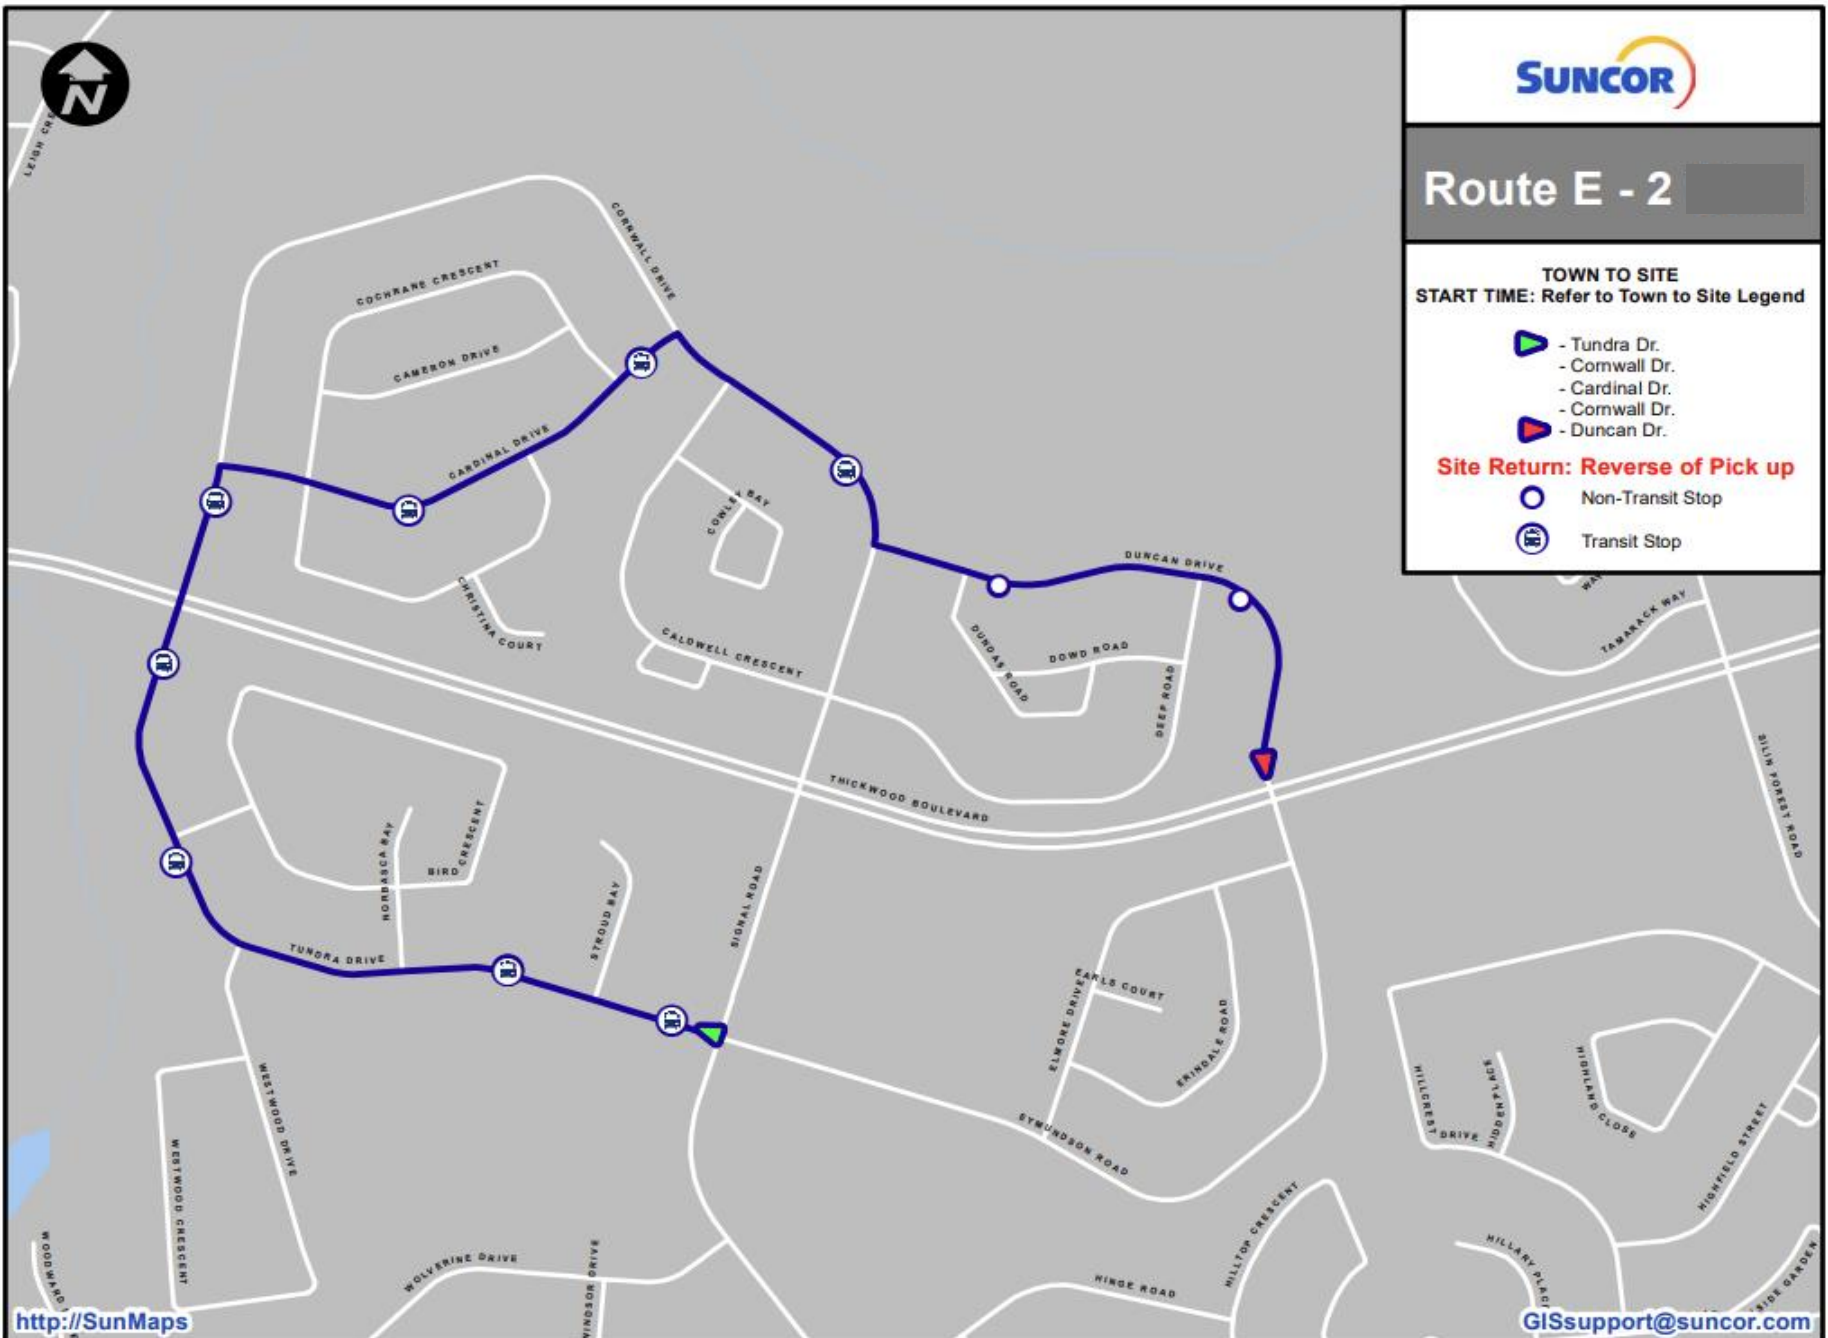 N
SUNCOR
Route E - 2
TOWN TO SITE
START TIME: Refer to Town to Site Legend
- Tundra Dr.
- Cornwall Dr.
- Cardinal Dr.
- Cornwall Dr.
- Duncan Dr.
Site Return: Reverse of Pick up
Non-Transit Stop
Transit Stop
CORNWALL DRIVE
COCHRANE CRESCENT
CAMERON DRIVE
CARDINAL DRIVE
COWLEY BAY
CHRISTINA COURT
CALDWELL CRESCENT
DUNCAN DRIVE
DUNDAS ROAD
DOWD ROAD
DEEP ROAD
TAMARACK WAY
THICKWOOD BOULEVARD
SILIN FOREST ROAD
BIRD CRESCENT
HORBASCA BAY
STROUD BAY
SIGNAL ROAD
TUNDRA DRIVE
EARLS COURT
ELMORE DRIVE
ERINDALE ROAD
SYMUNDSON ROAD
WESTWOOD DRIVE
WESTWOOD CRESCENT
HILLCREST DRIVE
HIDDEN PLACE
HIGHLAND CLOSE
HIGHFIELD STREET
HILLTOP CRESCENT
WOLVERINE DRIVE
HINGE ROAD
WOODWARD
http://SunMaps
GISsupport@suncor.com